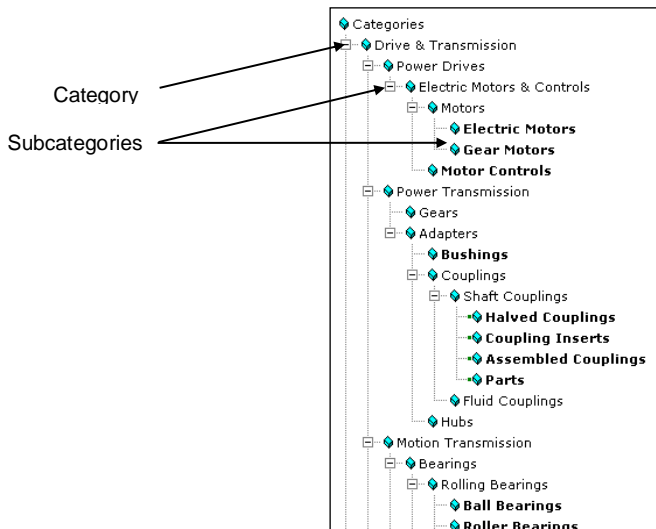 Categories
Drive & Transmission
Power Drives
Category
Electric Motors & Controls
Motors
Subcategories
Electric Motors
Gear Motors
Motor Controls
Power Transmission
Gears
Adapters
Bushings
Couplings
Shaft Couplings
Halved Couplings
Coupling Inserts
Assembled Couplings
Parts
Fluid Couplings
Hubs
Motion Transmission
Bearings
Rolling Bearings
Ball Bearings
Roller Bearings